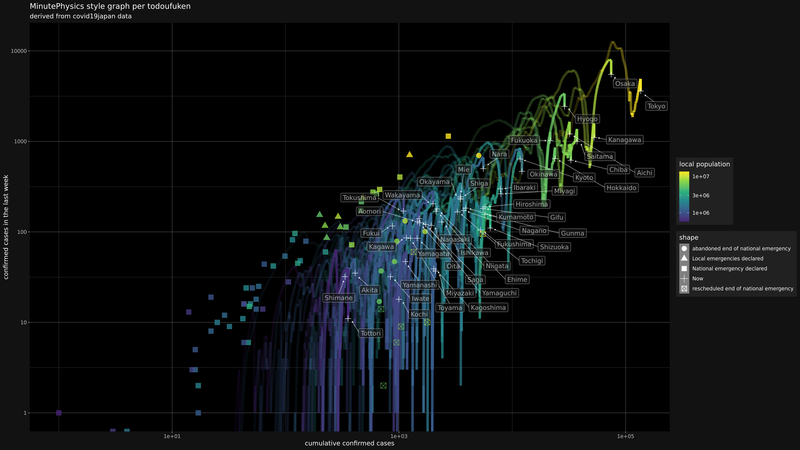 MinutePhysics style graph per todoufuken
derived from covid19japan data
confirmed cases in the last week
10000
1000
100
10
1
1e+01
1e+03
1e+05
cumulative confirmed cases
Osaka
Tokyo
Hyogo
Fukuoka
Kanagawa
Nara
Saitama
Mie
Chiba
Aichi
Okinawa
Kyoto
Okayama
Shiga
Ibaraki
Miyagi
Hokkaido
Tokushima
Wakayama
Hiroshima
Aomori
Kumamoto
Gifu
Fukui
Nagano
Gunma
Kagawa
Nagasaki
Fukushima
Shizuoka
Yamagata
Ishikawa
Tochigi
Oita
Niigata
Akita
Yamanashi
Saga
Ehime
Shimane
Iwate
Miyazaki
Yamaguchi
Kochi
Toyama
Kagoshima
Tottori
local population
1e+07
3e+06
1e+06
shape
abandoned end of national emergency
Local emergencies declared
National emergency declared
Now
rescheduled end of national emergency